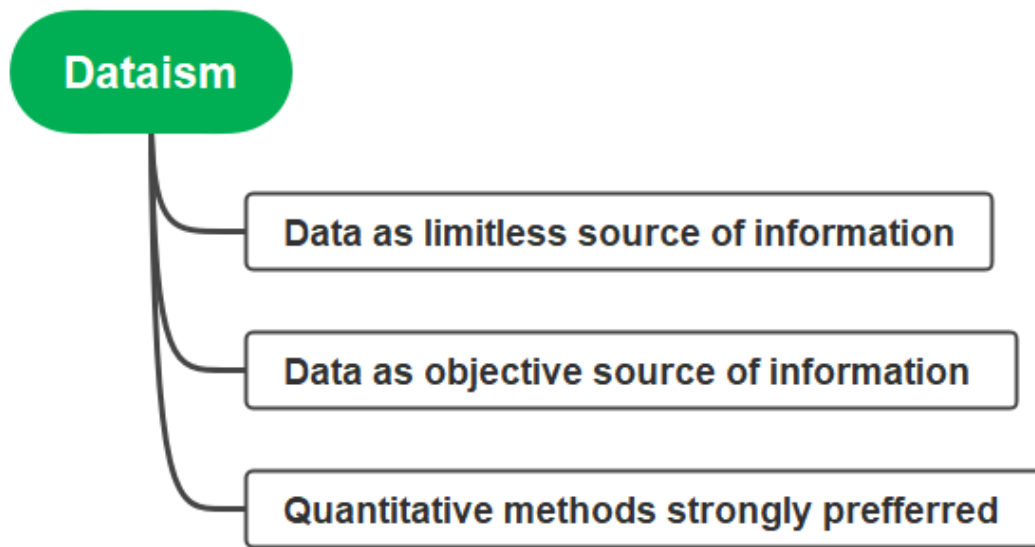 Dataism
Data as limitless source of information
Data as objective source of information
Quantitative methods strongly prefferred